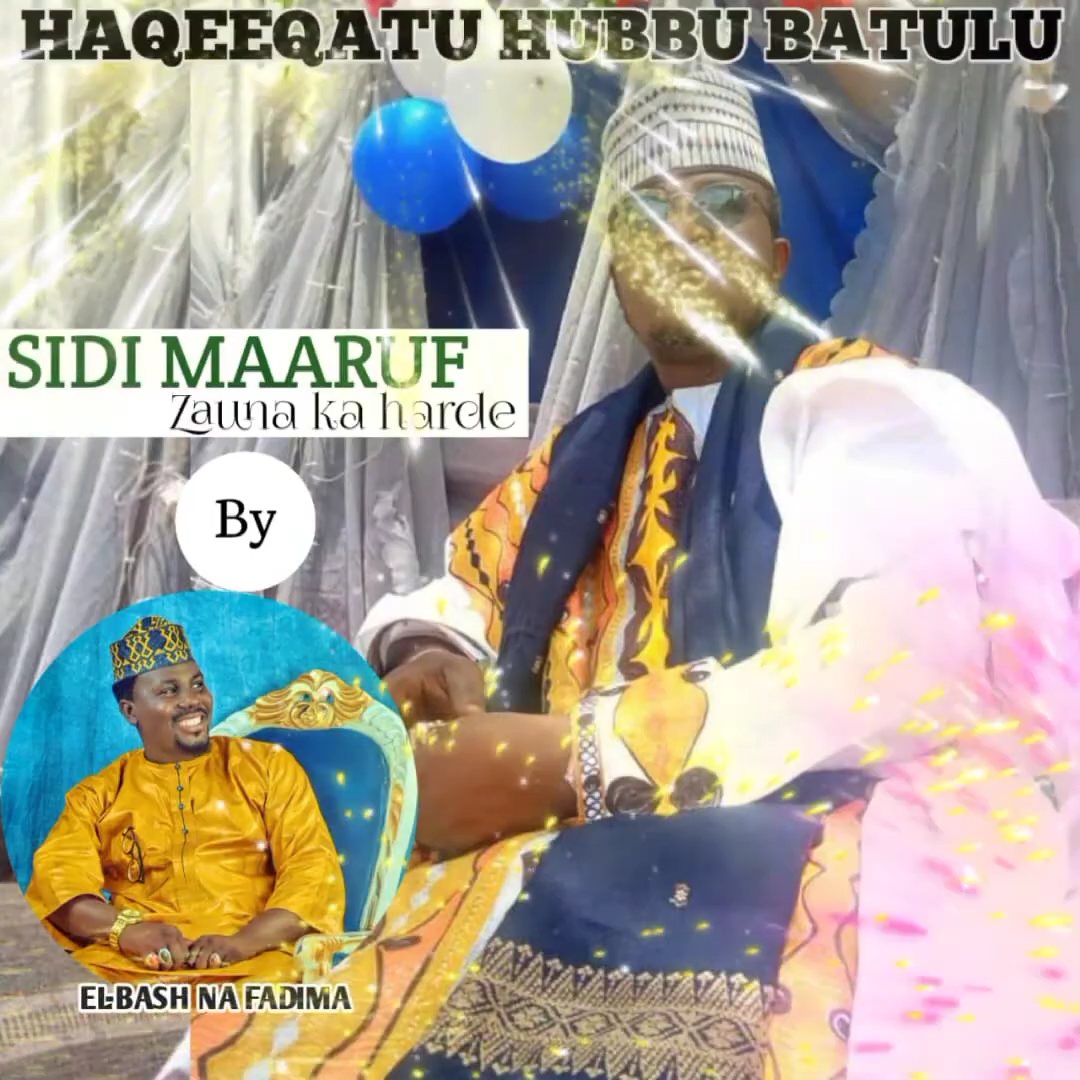 HAQEEQATU HUBBU BATULU
SIDI MAARUF
Zauna ka harde
By
EL-BASH NA FADIMA